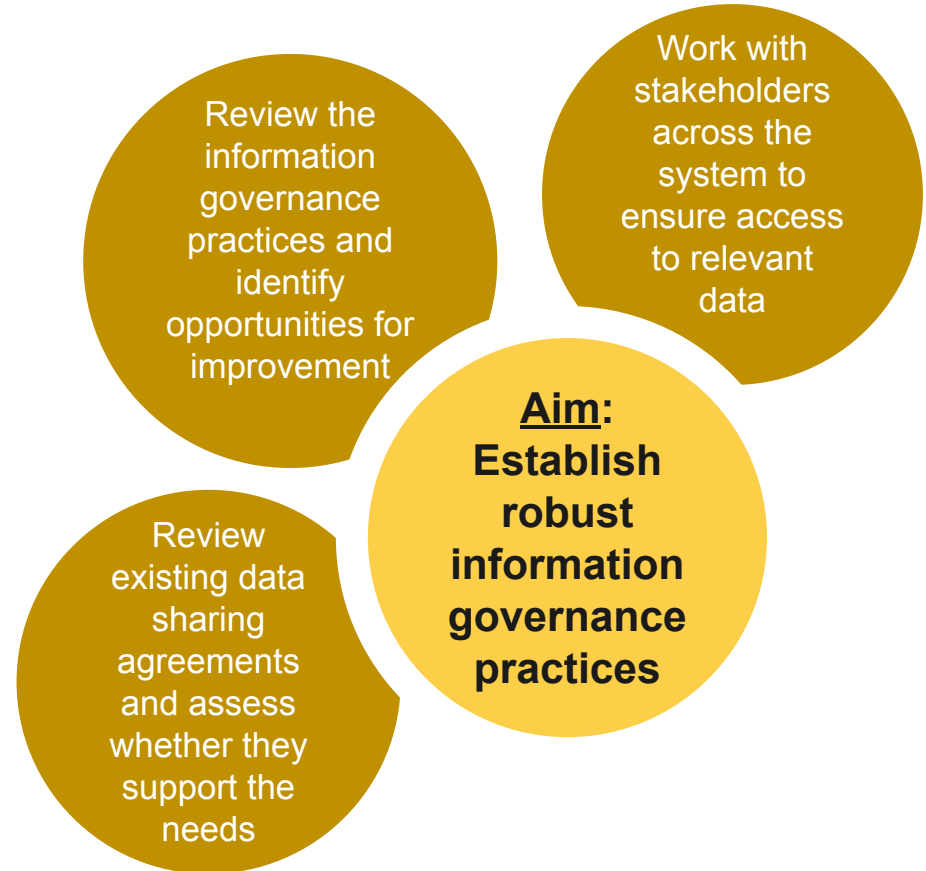 Work with
stakeholders
across the
system to
ensure access
to relevant
data
Review the
information
governance
practices and
identify
opportunities for
improvement
Aim:
Establish
robust
information
governance
practices
Review
existing data
sharing
agreements
and assess
whether they
support the
needs